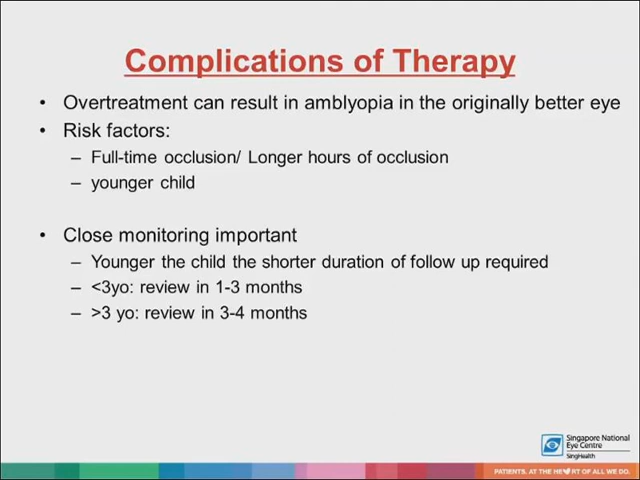 Complications of Therapy
• Overtreatment can result in amblyopia in the originally better eye
• Risk factors:
– Full-time occlusion/ Longer hours of occlusion
– younger child
• Close monitoring important
– Younger the child the shorter duration of follow up required
– <3yo: review in 1-3 months
– >3 yo: review in 3-4 months
Singapore National
Eye Centre
SingHealth
PATIENTS. AT THE HE♥RT OF ALL WE DO.